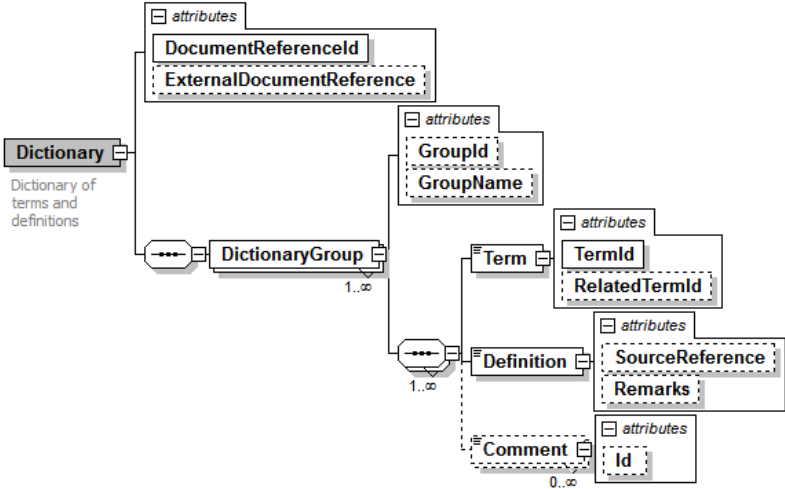 attributes
DocumentReferenceId
ExternalDocumentReference
Dictionary
Dictionary of
terms and
definitions
attributes
GroupId
GroupName
DictionaryGroup
1..∞
attributes
Term
TermId
RelatedTermId
attributes
Definition
SourceReference
Remarks
1..∞
attributes
Comment
Id
0..∞